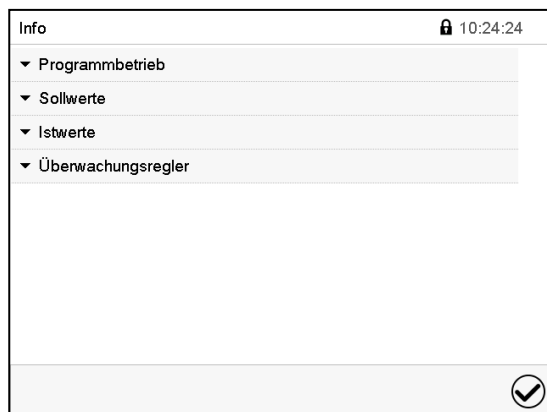 Info 10:24:24
Programmbetrieb
Sollwerte
Istwerte
Überwachungsregler